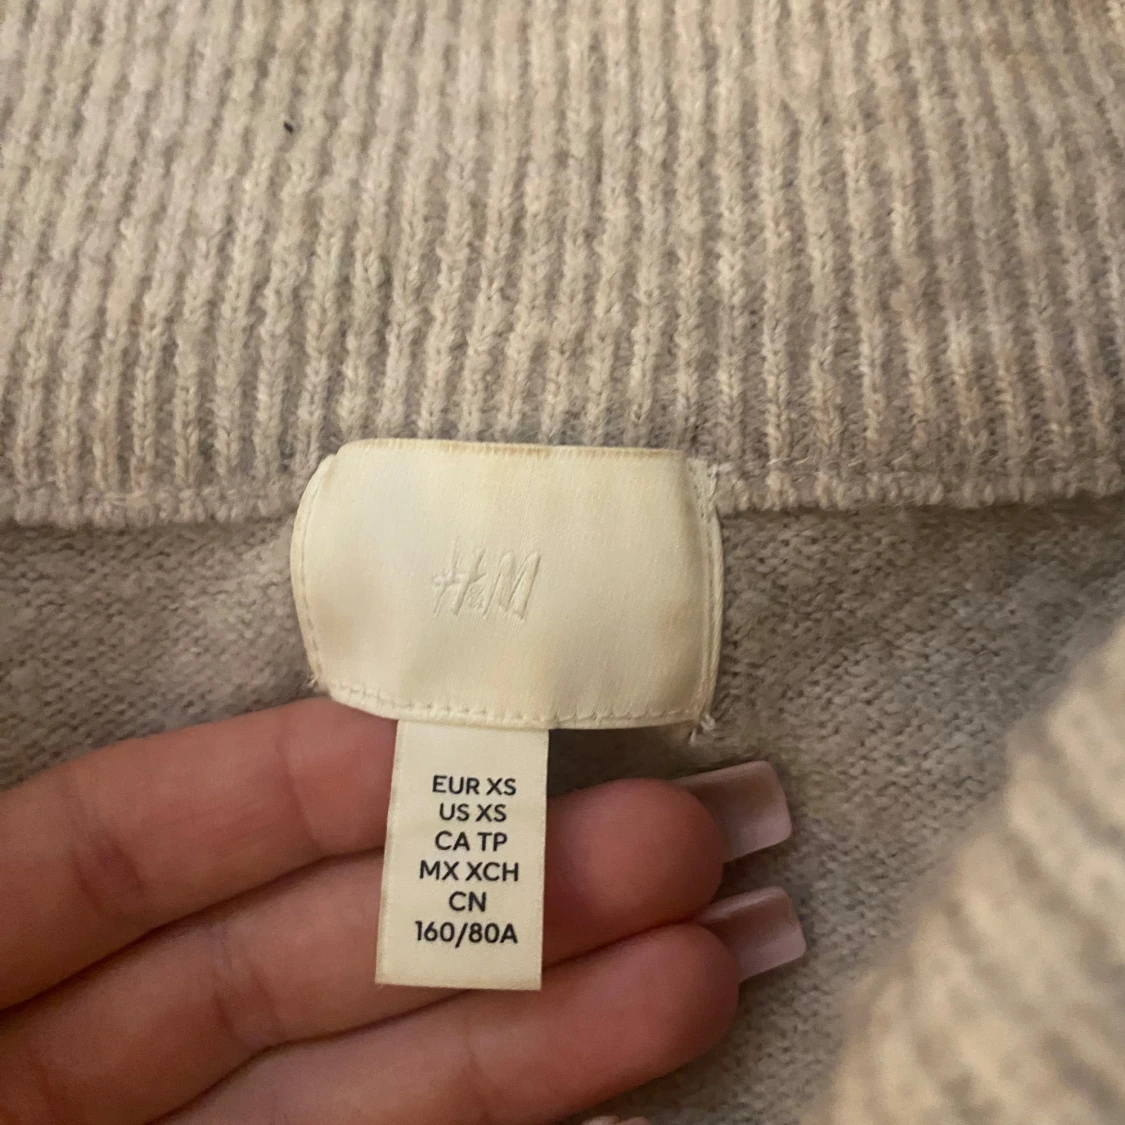 H&M
EUR XS
US XS
CA TP
MX XCH
CN
160/80A